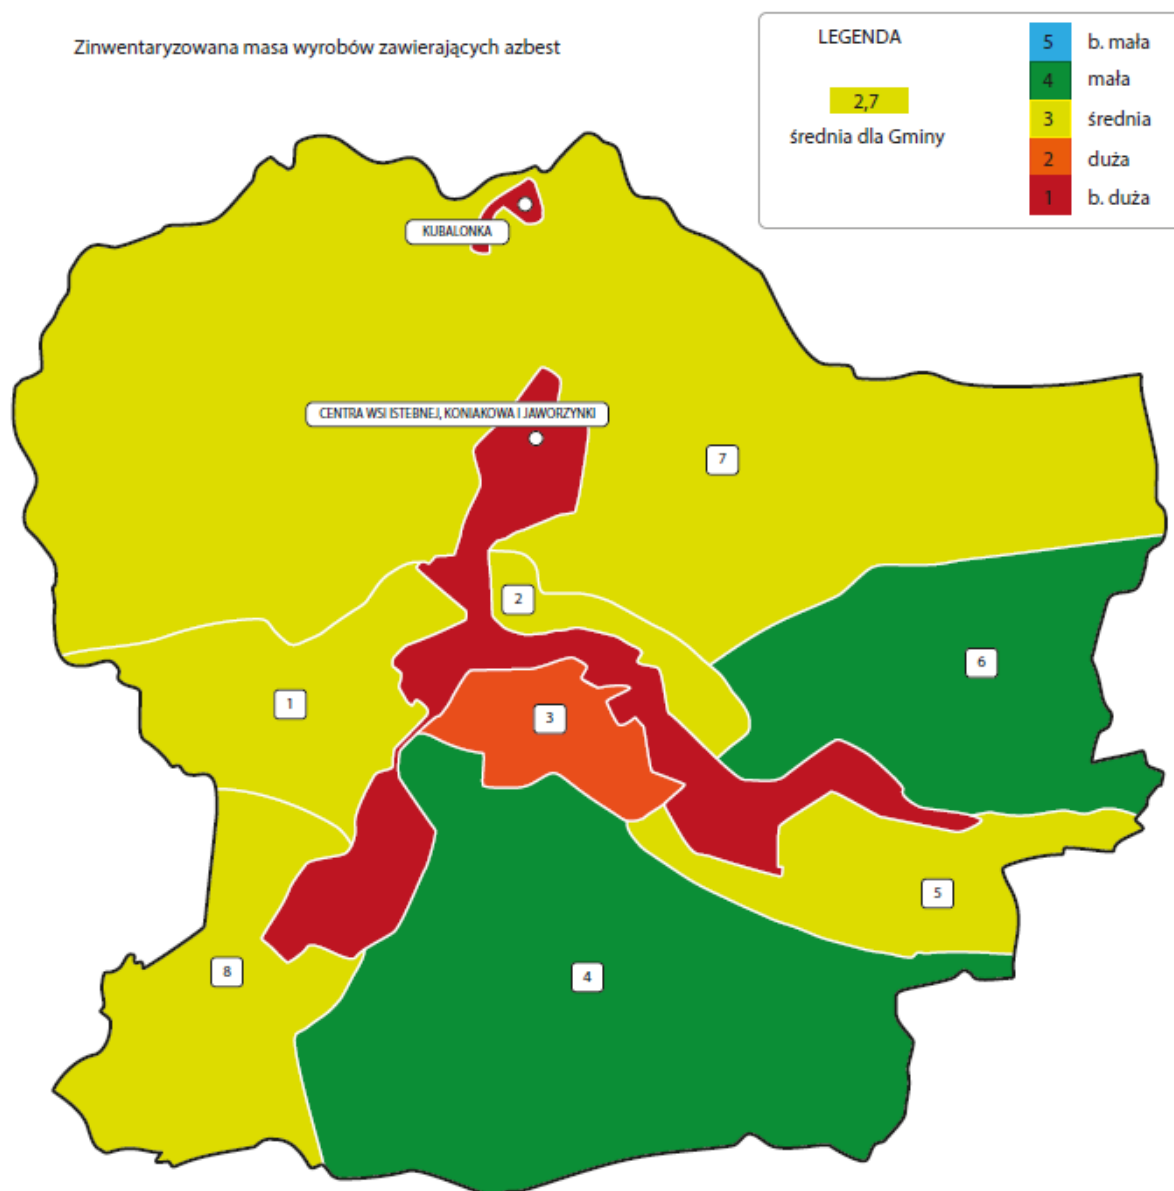 Zinwentaryzowana masa wyrobów zawierających azbest
LEGENDA
2,7
średnia dla Gminy
5 b. mała
4 mała
3 średnia
2 duża
1 b. duża
KUBALONKA
CENTRA WSI ISTEBNEJ, KONIAKOWA I JAWORZYNKI
7
2
6
1
3
5
8
4